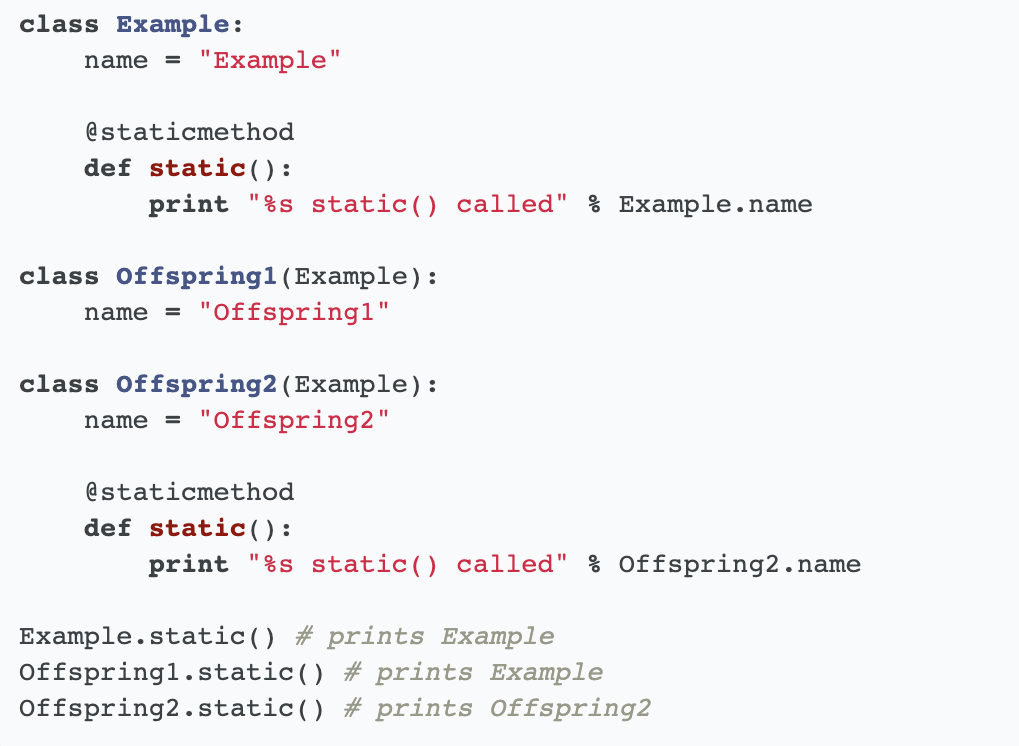 class Example:
    name = "Example"

    @staticmethod
    def static():
        print "%s static() called" % Example.name

class Offspring1(Example):
    name = "Offspring1"

class Offspring2(Example):
    name = "Offspring2"

    @staticmethod
    def static():
        print "%s static() called" % Offspring2.name

Example.static() # prints Example
Offspring1.static() # prints Example
Offspring2.static() # prints Offspring2